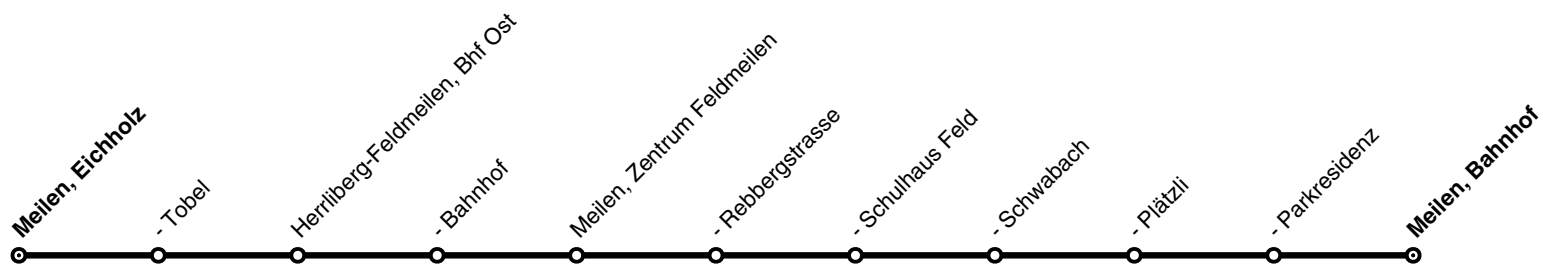 Meilen, Eichholz
- Tobel
Herrliberg-Feldmeilen, Bhf Ost
- Bahnhof
Meilen, Zentrum Feldmeilen
- Rebbergstrasse
- Schulhaus Feld
- Schwabach
- Plätzli
- Parkresidenz
Meilen, Bahnhof